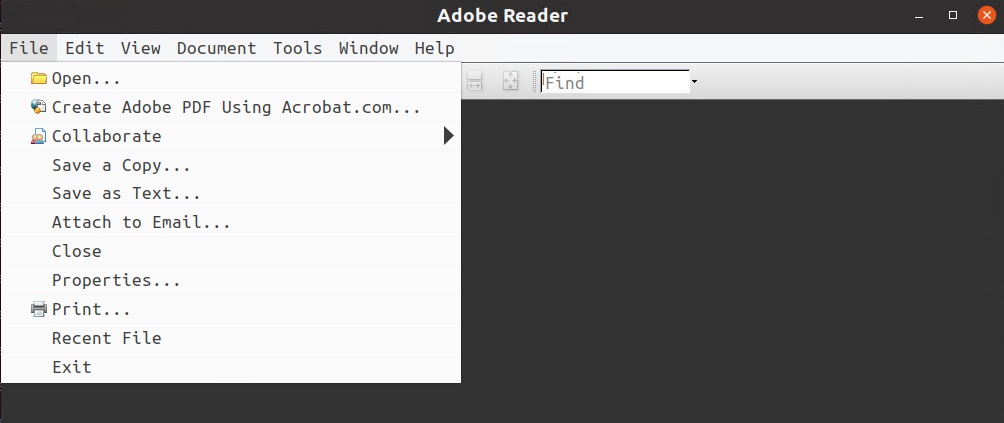 Adobe Reader
File Edit View Document Tools Window Help
Open...
Find
Create Adobe PDF Using Acrobat.com...
Collaborate
Save a Copy...
Save as Text...
Attach to Email...
Close
Properties...
Print...
Recent File
Exit